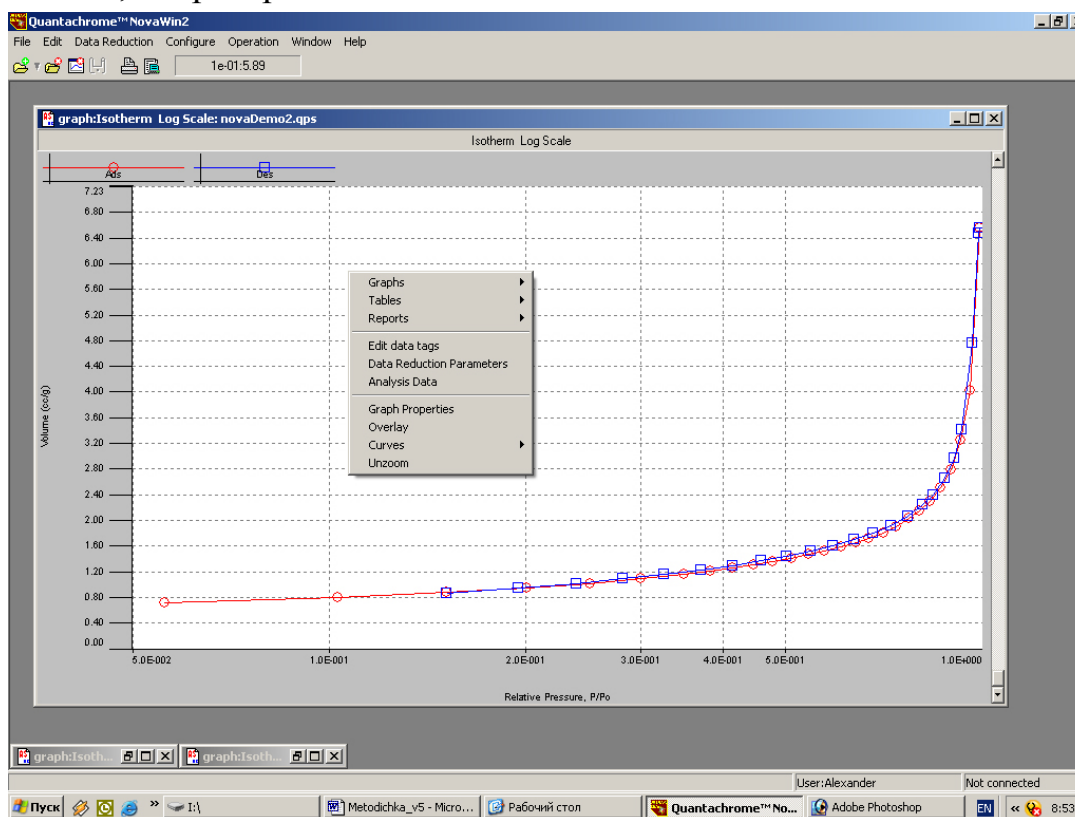 Quantachrome™ NovaWin2
File Edit Data Reduction Configure Operation Window Help
1e-01:5.89
graph:Isotherm Log Scale: novaDemo2.qps
Isotherm Log Scale
Ads Des
7.23
6.80
6.40
6.00
5.60
5.20
4.80
4.40
4.00
3.60
3.20
2.80
2.40
2.00
1.60
1.20
0.80
0.40
0.00
Volume (cc/g)
Graphs
Tables
Reports
Edit data tags
Data Reduction Parameters
Analysis Data
Graph Properties
Overlay
Curves
Unzoom
5.0E-002 1.0E-001 2.0E-001 3.0E-001 4.0E-001 5.0E-001 1.0E+000
Relative Pressure, P/Po
graph:Isoth... graph:Isoth...
User:Alexander Not connected
Пуск » I:\ Metodichka_v5 - Micro... Рабочий стол Quantachrome™ No... Adobe Photoshop EN « 8:53